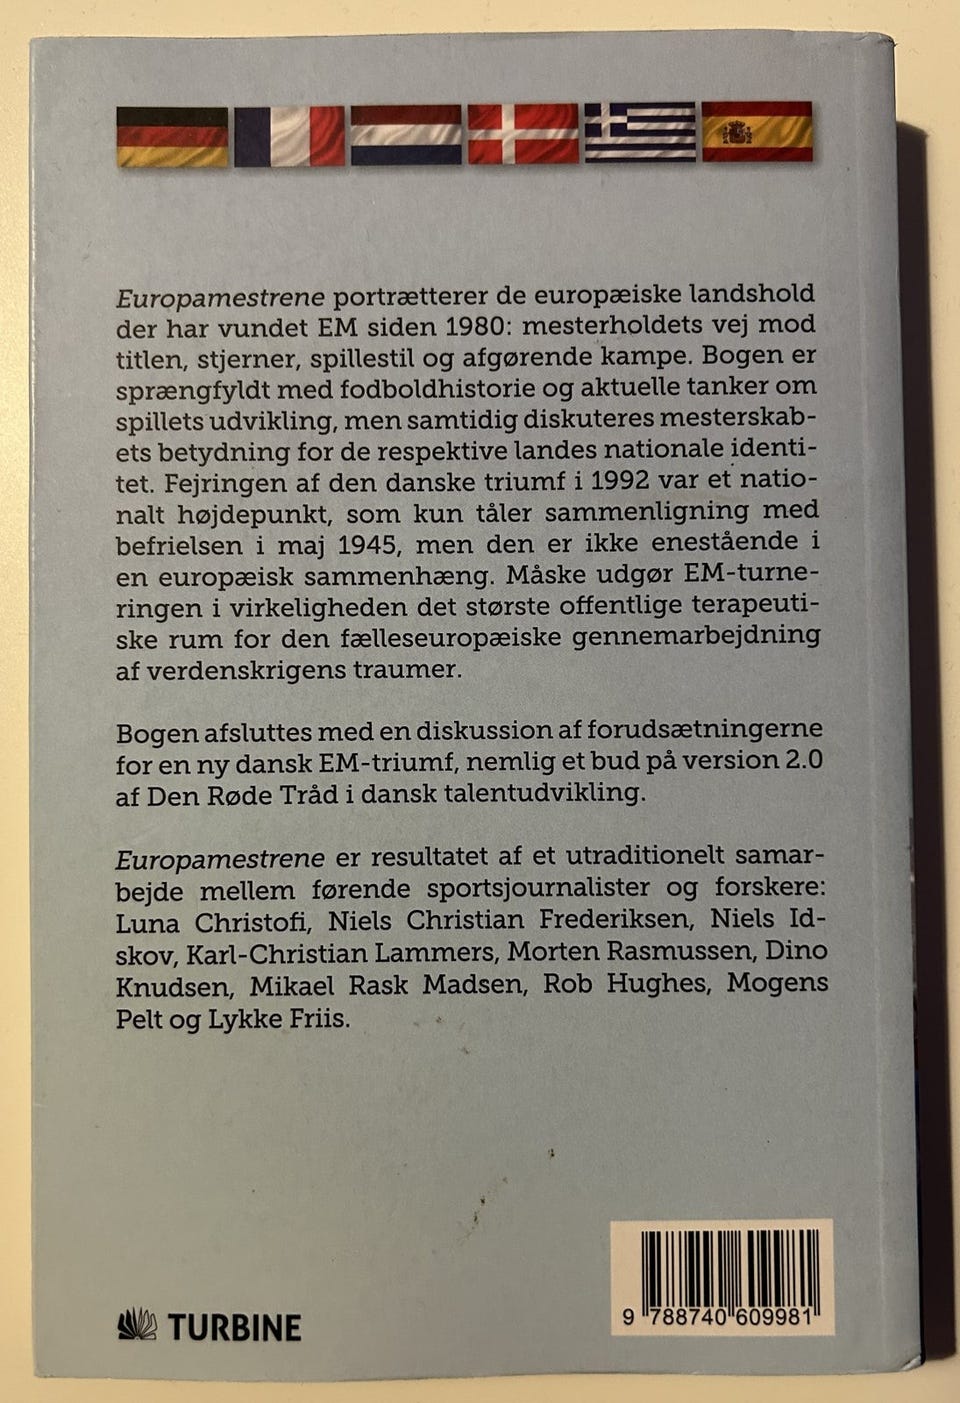 Europamestrene portrætterer de europæiske landshold
der har vundet EM siden 1980: mesterholdets vej mod
titlen, stjerner, spillestil og afgørende kampe. Bogen er
sprængfyldt med fodboldhistorie og aktuelle tanker om
spillets udvikling, men samtidig diskuteres mesterskab-
ets betydning for de respektive landes nationale identi-
tet. Fejringen af den danske triumf i 1992 var et natio-
nalt højdepunkt, som kun tåler sammenligning med
befrielsen i maj 1945, men den er ikke enestående i
en europæisk sammenhæng. Måske udgør EM-turne-
ringen i virkeligheden det største offentlige terapeuti-
ske rum for den fælleseuropæiske gennemarbejdning
af verdenskrigens traumer.
Bogen afsluttes med en diskussion af forudsætningerne
for en ny dansk EM-triumf, nemlig et bud på version 2.0
af Den Røde Tråd i dansk talentudvikling.
Europamestrene er resultatet af et utraditionelt samar-
bejde mellem førende sportsjournalister og forskere:
Luna Christofi, Niels Christian Frederiksen, Niels Id-
skov, Karl-Christian Lammers, Morten Rasmussen, Dino
Knudsen, Mikael Rask Madsen, Rob Hughes, Mogens
Pelt og Lykke Friis.
TURBINE
9 788740 609981